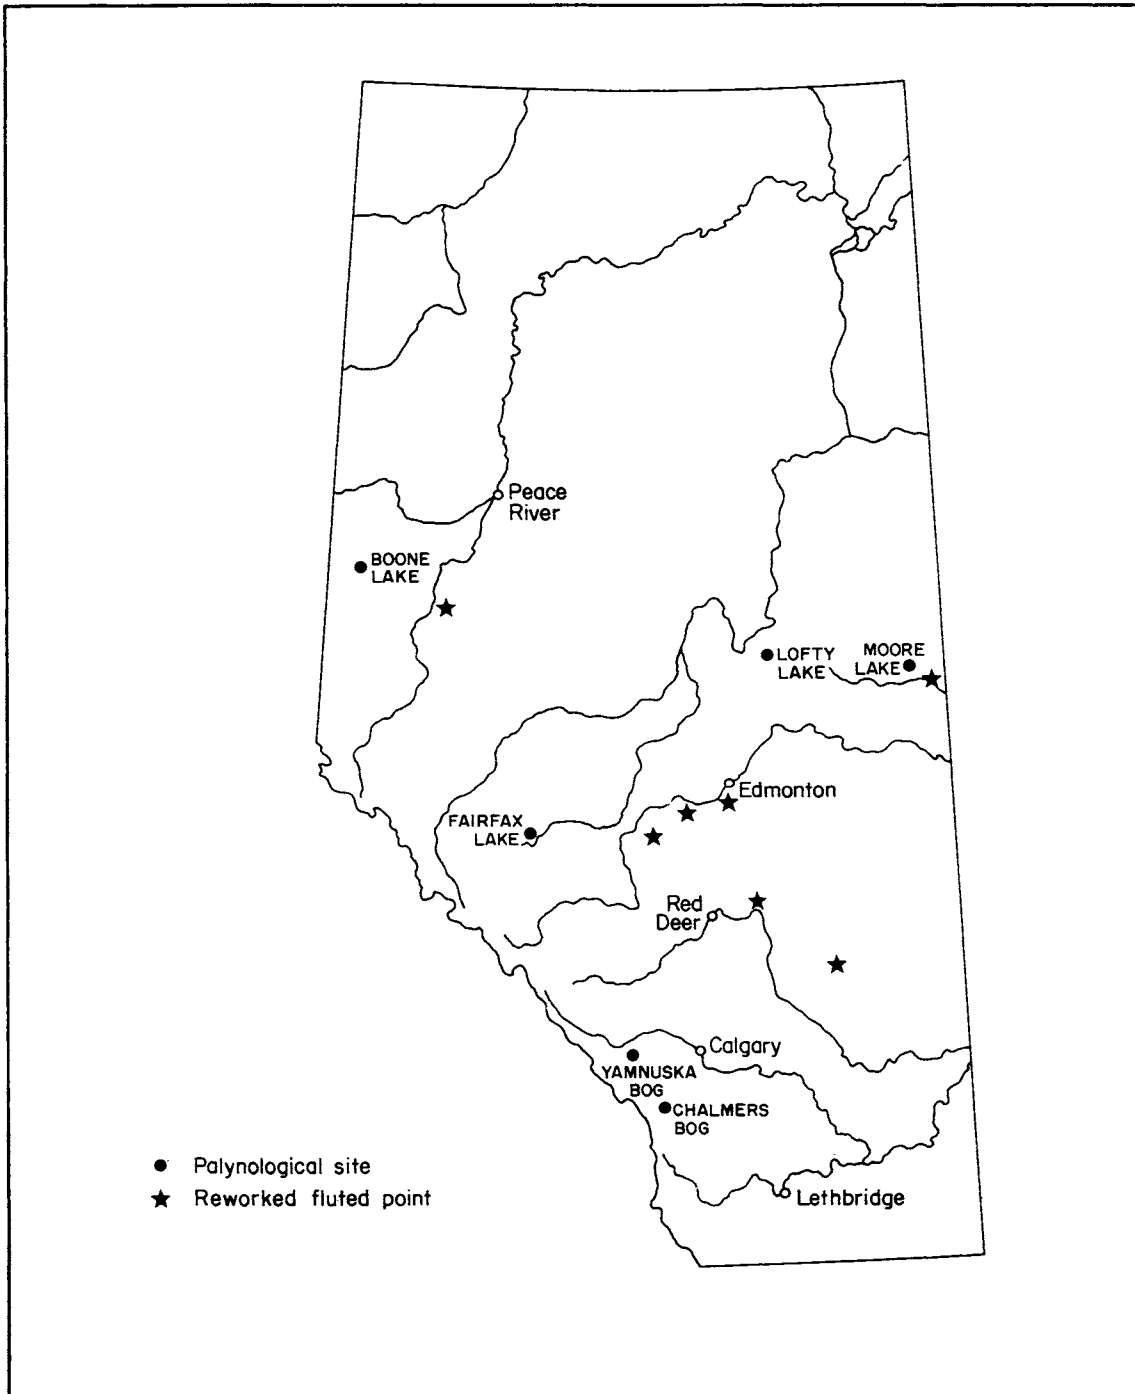 Peace
River
BOONE
LAKE
LOFTY
LAKE
MOORE
LAKE
Edmonton
FAIRFAX
LAKE
Red
Deer
Calgary
YAMNUSKA
BOG
CHALMERS
BOG
Palynological site
Reworked fluted point
Lethbridge